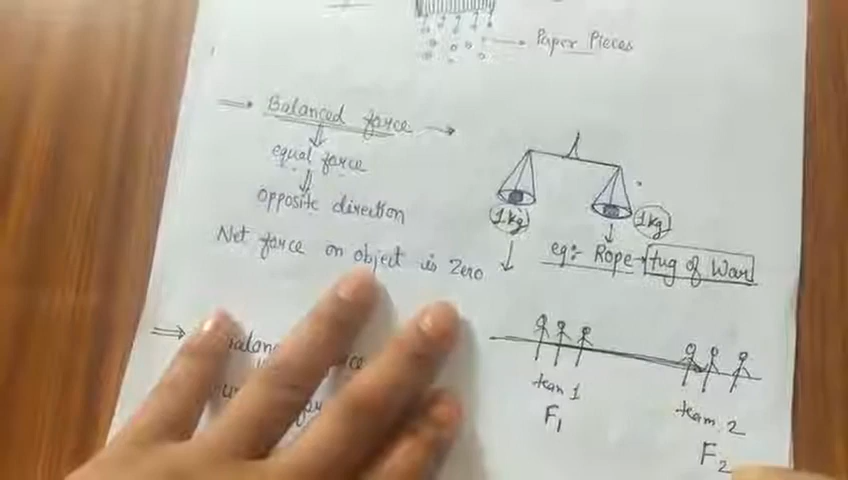 Paper Pieces
Balanced force
equal force
opposite direction
Net force on object is Zero
1kg
1kg
eg:- Rope → tug of War
team 1
F1
team 2
F2